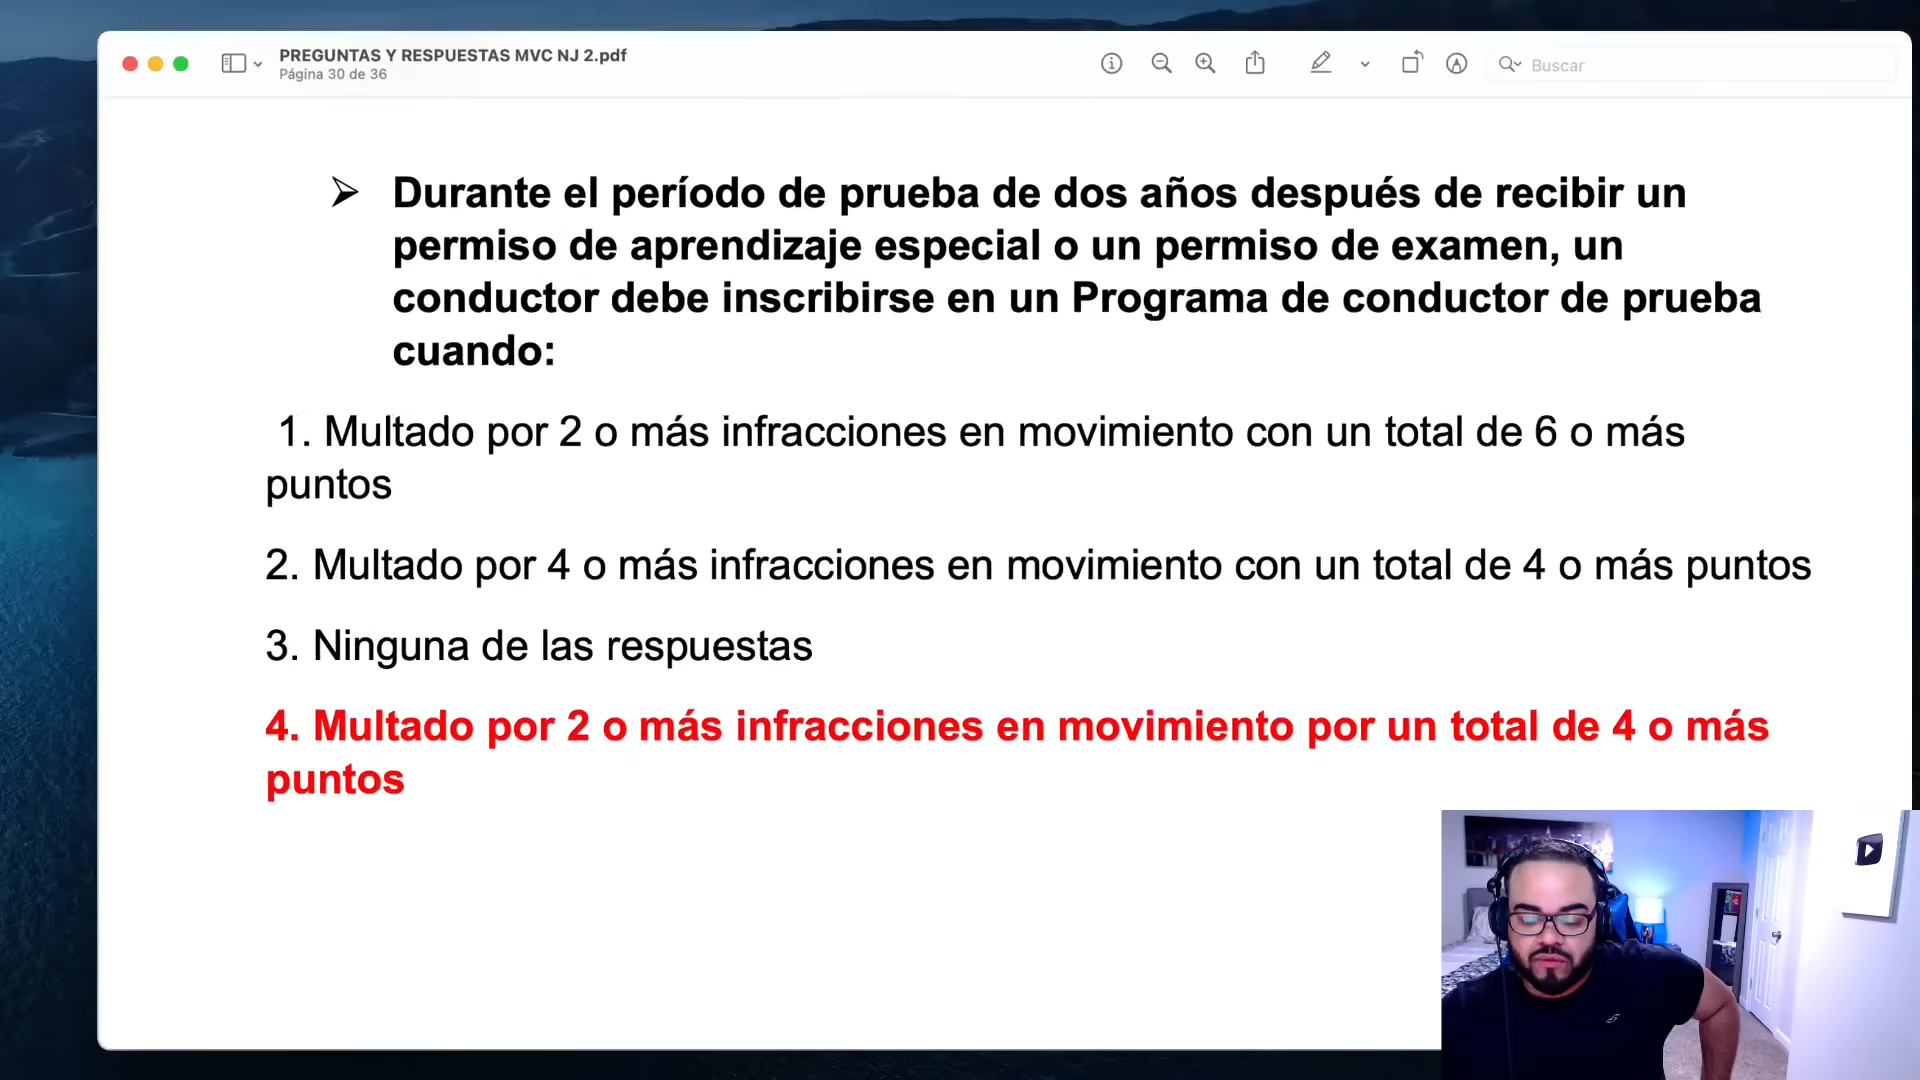 PREGUNTAS Y RESPUESTAS MVC NJ 2.pdf
Página 30 de 36
Buscar
➢ Durante el período de prueba de dos años después de recibir un
permiso de aprendizaje especial o un permiso de examen, un
conductor debe inscribirse en un Programa de conductor de prueba
cuando:
1. Multado por 2 o más infracciones en movimiento con un total de 6 o más
puntos
2. Multado por 4 o más infracciones en movimiento con un total de 4 o más puntos
3. Ninguna de las respuestas
4. Multado por 2 o más infracciones en movimiento por un total de 4 o más
puntos